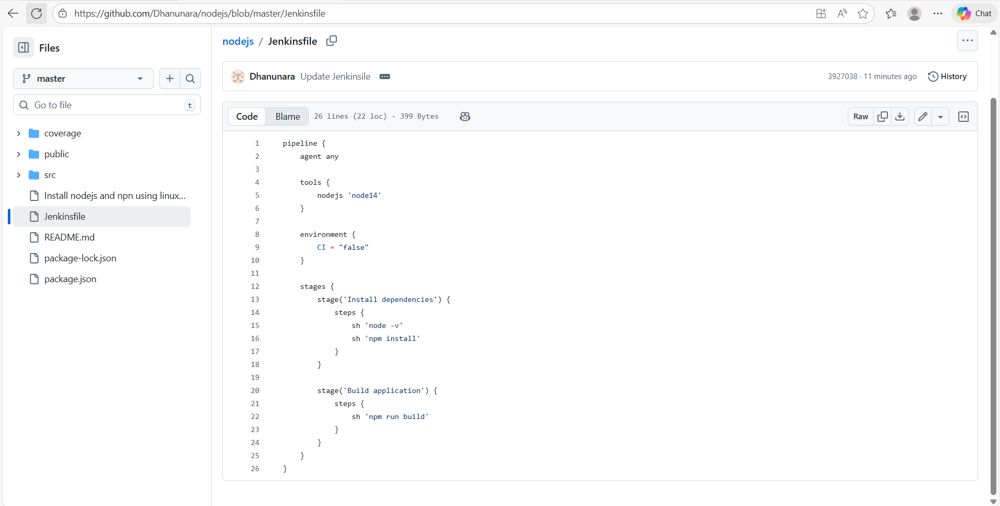 https://github.com/Dhanunara/nodejs/blob/master/Jenkinsfile
Chat
Files
master
Go to file
t
coverage
public
src
Install nodejs and npn using linux...
Jenkinsfile
README.md
package-lock.json
package.json
nodejs / Jenkinsfile
Dhanunara Update Jenkinsile
3927038 · 11 minutes ago
History
Code Blame 26 lines (22 loc) · 399 Bytes
Raw
1 pipeline {
2     agent any
3
4     tools {
5         nodejs 'node14'
6     }
7
8     environment {
9         CI = "false"
10     }
11
12     stages {
13         stage('Install dependencies') {
14             steps {
15                 sh 'node -v'
16                 sh 'npm install'
17             }
18         }
19
20         stage('Build application') {
21             steps {
22                 sh 'npm run build'
23             }
24         }
25     }
26 }